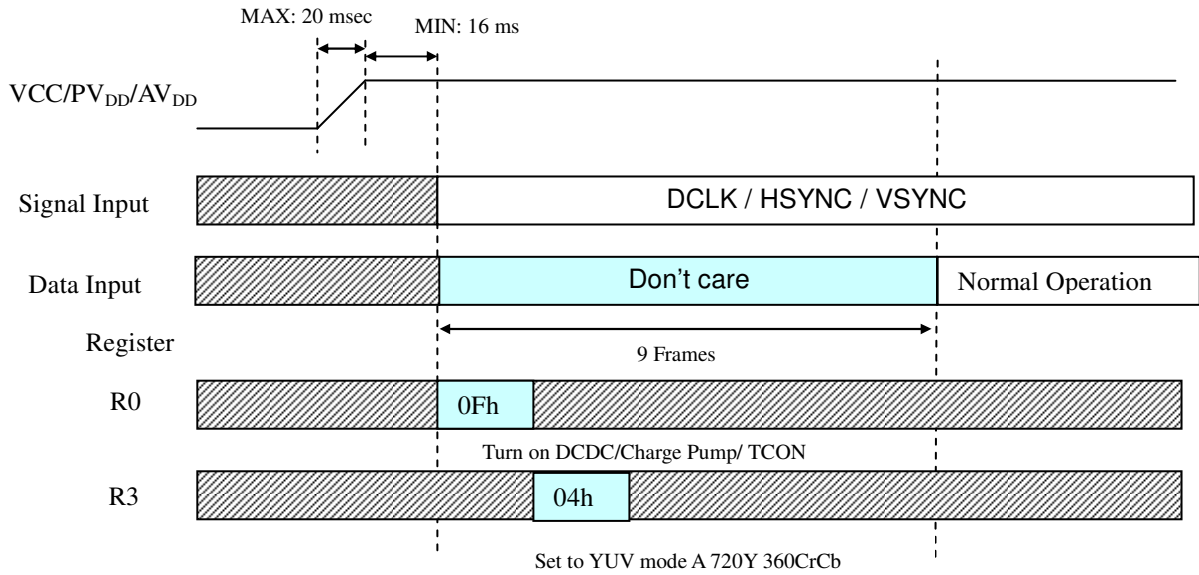 MAX: 20 msec
MIN: 16 ms
VCC/PVDD/AVDD
Signal Input
DCLK / HSYNC / VSYNC
Data Input
Don't care
Normal Operation
Register
9 Frames
R0
0Fh
Turn on DCDC/Charge Pump/ TCON
R3
04h
Set to YUV mode A 720Y 360CrCb